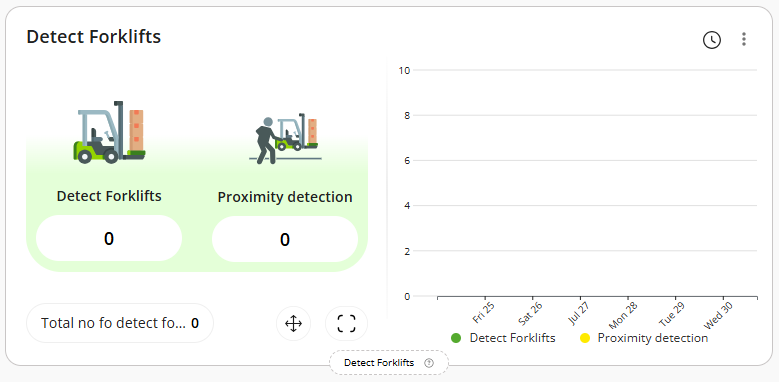 Detect Forklifts
Detect Forklifts
Proximity detection
0
0
Total no fo detect fo... 0
10
8
6
4
2
0
Fri 25
Sat 26
Jul 27
Mon 28
Tue 29
Wed 30
Detect Forklifts
Proximity detection
Detect Forklifts ?